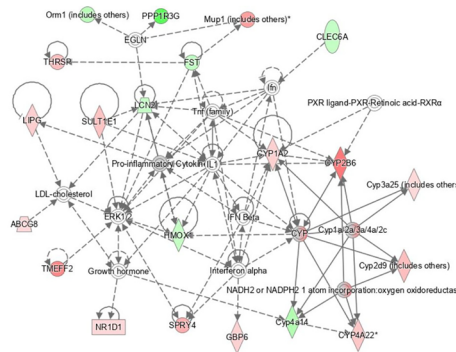 Orm1 (includes others)
PPP1R3G
Mup1 (includes others)*
EGLN
CLEC6A
THRSP
FST
Ifn
LCN2
PXR ligand-PXR-Retinoic acid-RXRα
Tnf (family)
LIPG
SULT1E1
CYP1A2
Pro-inflammatory Cytokine
IL1
CYP2B6
Cyp3a25 (includes others)
LDL-cholesterol
ERK1/2
IFN Beta
ABCG8
HMOX1
CYP
Cyp1a/2a/3a/4a/2c
TMEFF2
Growth hormone
Interferon alpha
Cyp2d9 (includes others)
NADH2 or NADPH2 1 atom incorporation:oxygen oxidoreductase
NR1D1
SPRY4
GBP6
Cyp4a14
CYP4A22*